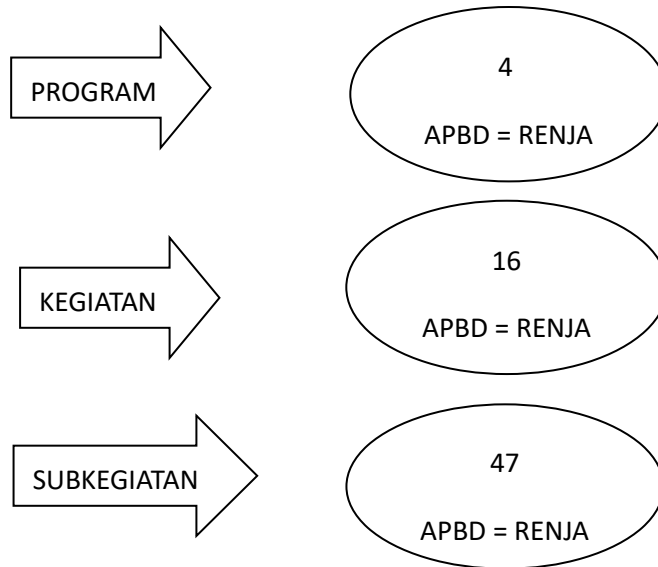 PROGRAM
4
APBD = RENJA
KEGIATAN
16
APBD = RENJA
SUBKEGIATAN
47
APBD = RENJA